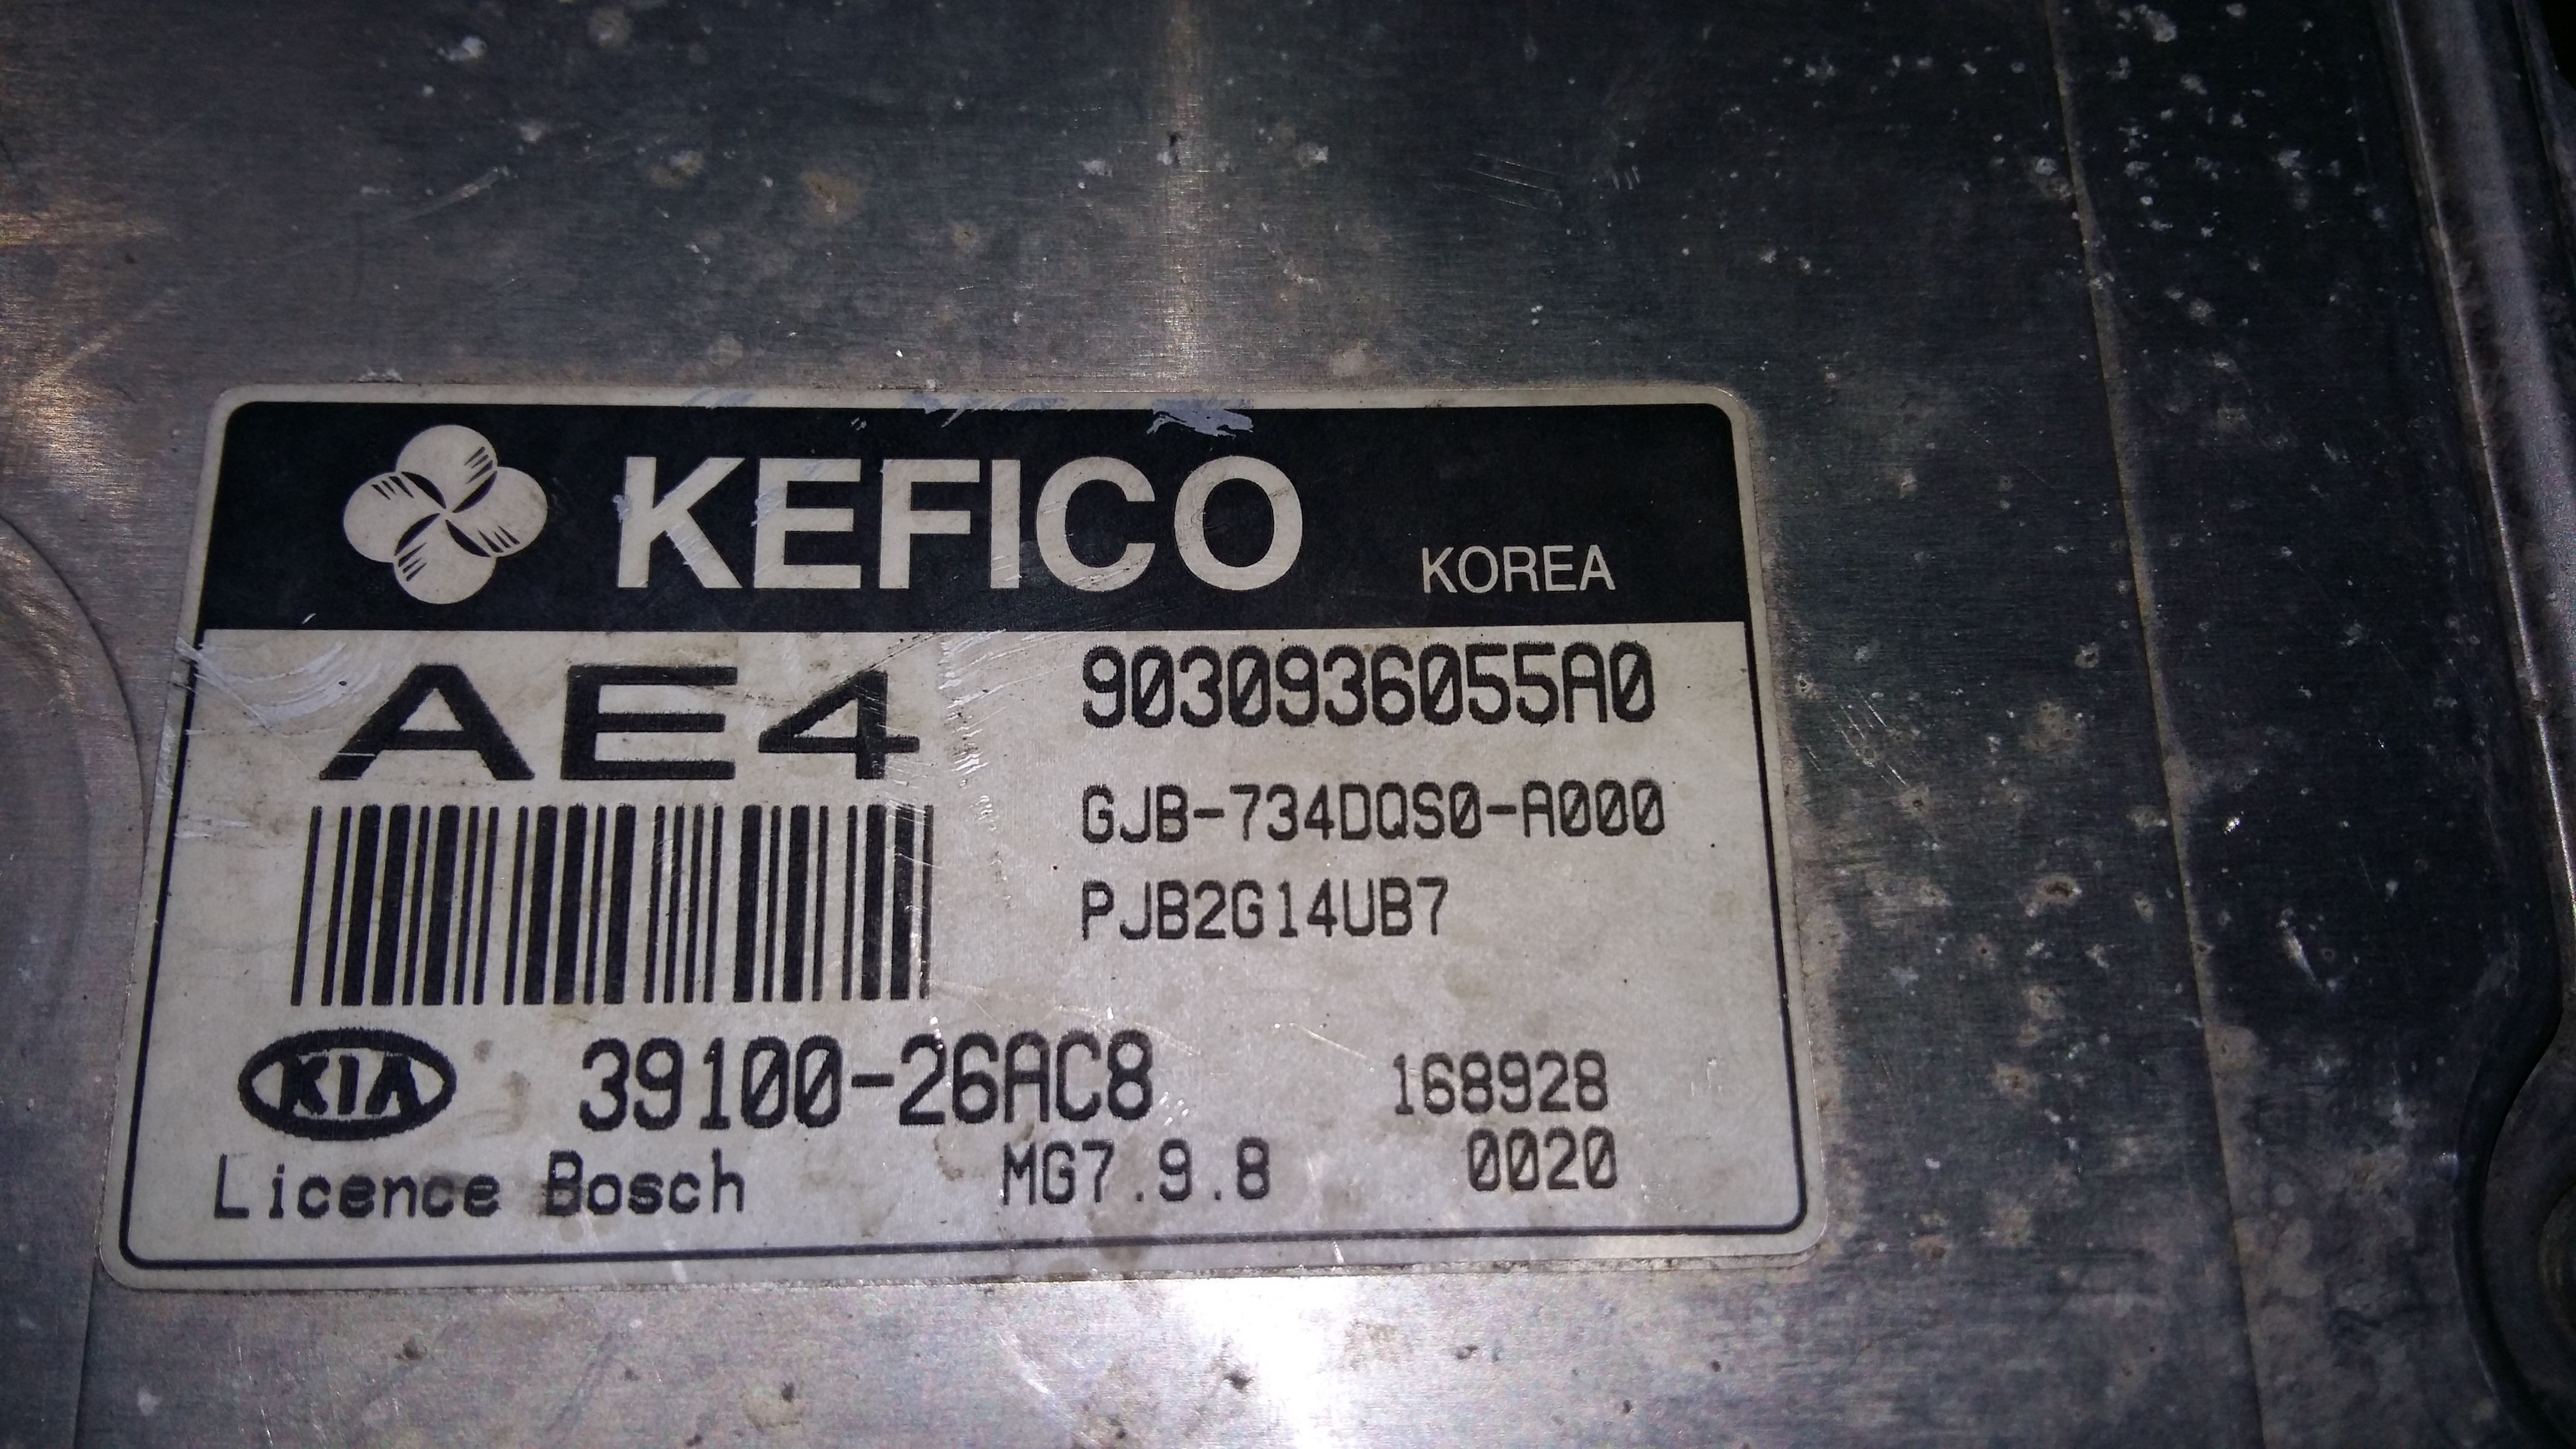 KEFICO KOREA
AE4
9030936055A0
GJB-734DQS0-A000
PJB2G14UB7
KIA 39100-26AC8 168928
Licence Bosch MG7.9.8 0020